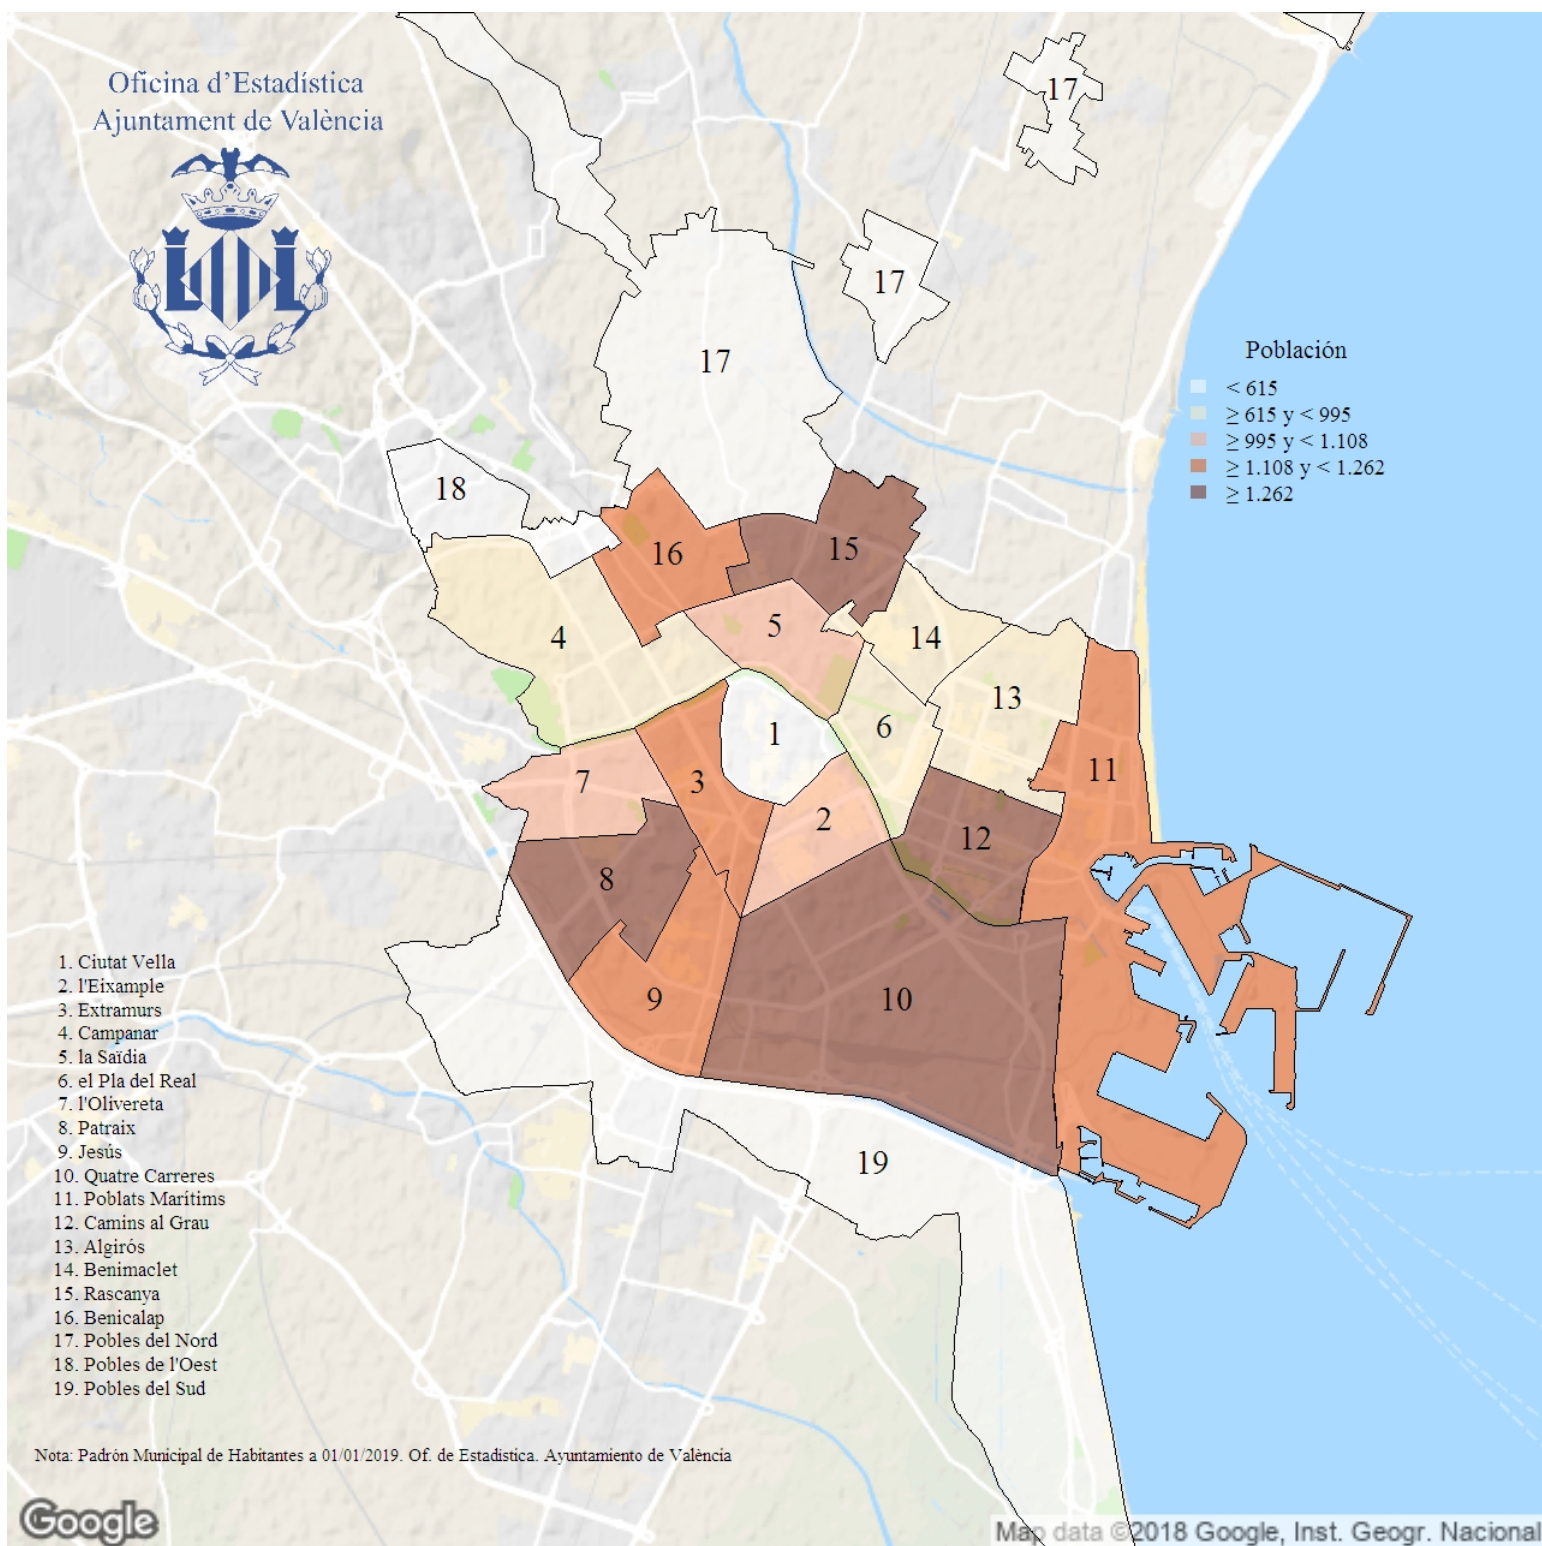 Oficina d'Estadística
Ajuntament de València
17
17
17
Población
< 615
≥ 615 y < 995
≥ 995 y < 1.108
≥ 1.108 y < 1.262
≥ 1.262
18
16
15
5
4
14
13
6
1
3
7
11
2
12
8
9
10
19
1. Ciutat Vella
2. l'Eixample
3. Extramurs
4. Campanar
5. la Saïdia
6. el Pla del Real
7. l'Olivereta
8. Patraix
9. Jesús
10. Quatre Carreres
11. Poblats Marítims
12. Camins al Grau
13. Algirós
14. Benimaclet
15. Rascanya
16. Benicalap
17. Pobles del Nord
18. Pobles de l'Oest
19. Pobles del Sud
Nota: Padrón Municipal de Habitantes a 01/01/2019. Of. de Estadística. Ayuntamiento de València
Google
Map data ©2018 Google, Inst. Geogr. Nacional